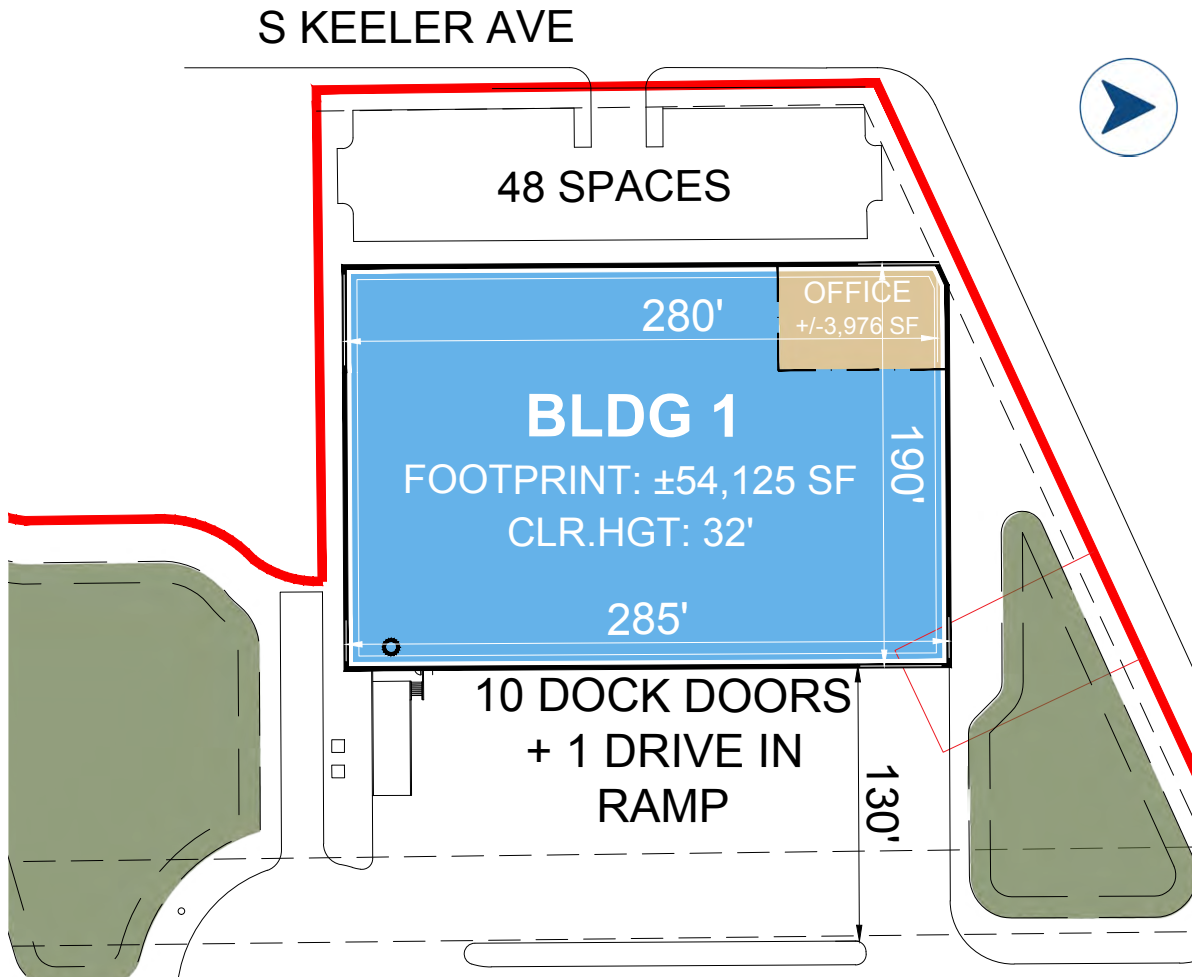 S KEELER AVE
48 SPACES
OFFICE
+/-3,976 SF
280'
BLDG 1
190'
FOOTPRINT: ±54,125 SF
CLR.HGT: 32'
285'
10 DOCK DOORS
+ 1 DRIVE IN
RAMP
130'